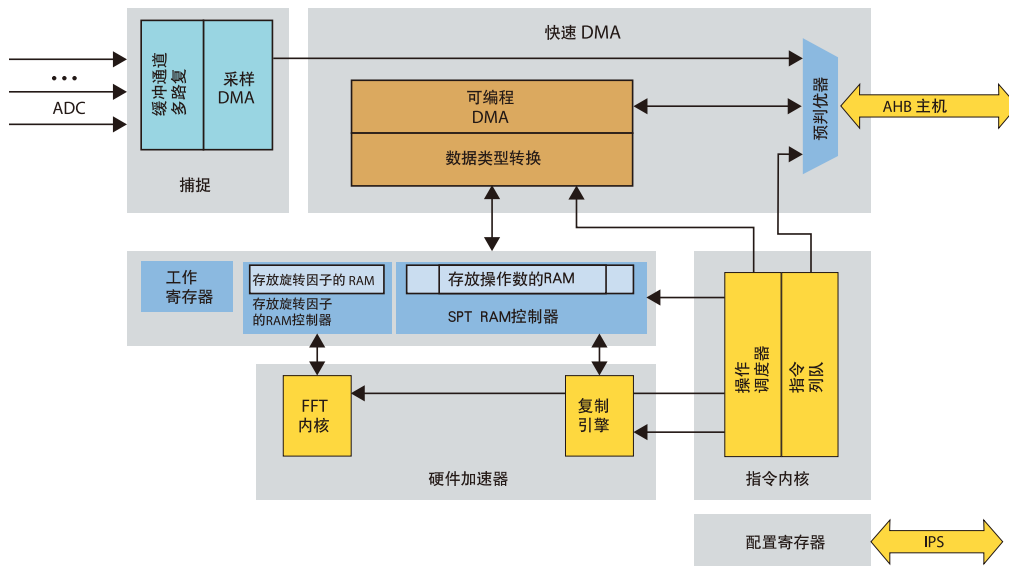 ADC
缓冲通道
多路复
采样
DMA
捕捉
快速 DMA
可编程
DMA
数据类型转换
预判优器
AHB 主机
工作
寄存器
存放旋转因子的 RAM
存放旋转因子
的RAM控制器
存放操作数的RAM
SPT RAM控制器
FFT
内核
复制
引擎
硬件加速器
操作
调度器
指令
列队
指令内核
配置寄存器
IPS